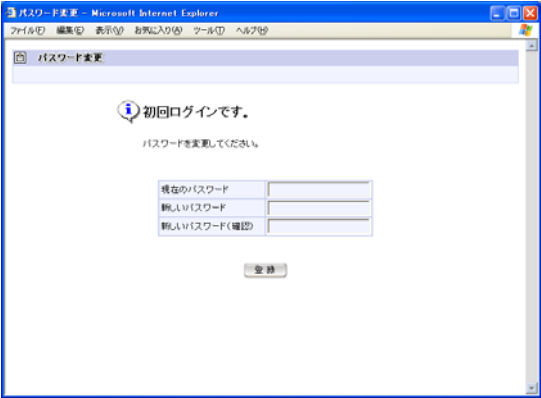 パスワード変更 - Microsoft Internet Explorer
ファイル(F) 編集(E) 表示(V) お気に入り(A) ツール(T) ヘルプ(H)
パスワード変更
初回ログインです。
パスワードを変更してください。
現在のパスワード
新しいパスワード
新しいパスワード(確認)
登録